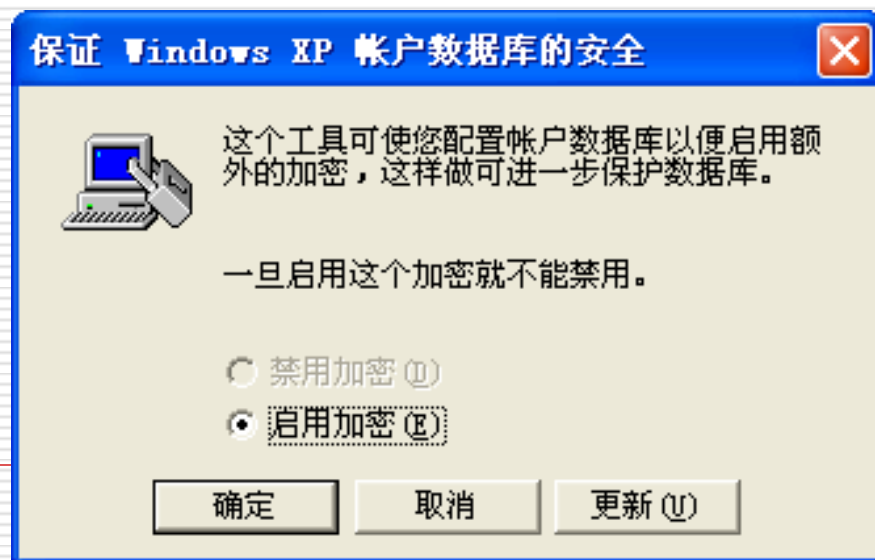 保证 Windows XP 帐户数据库的安全
这个工具可使您配置帐户数据库以便启用额
外的加密，这样做可进一步保护数据库。
一旦启用这个加密就不能禁用。
禁用加密(D)
启用加密(E)
确定 取消 更新(U)